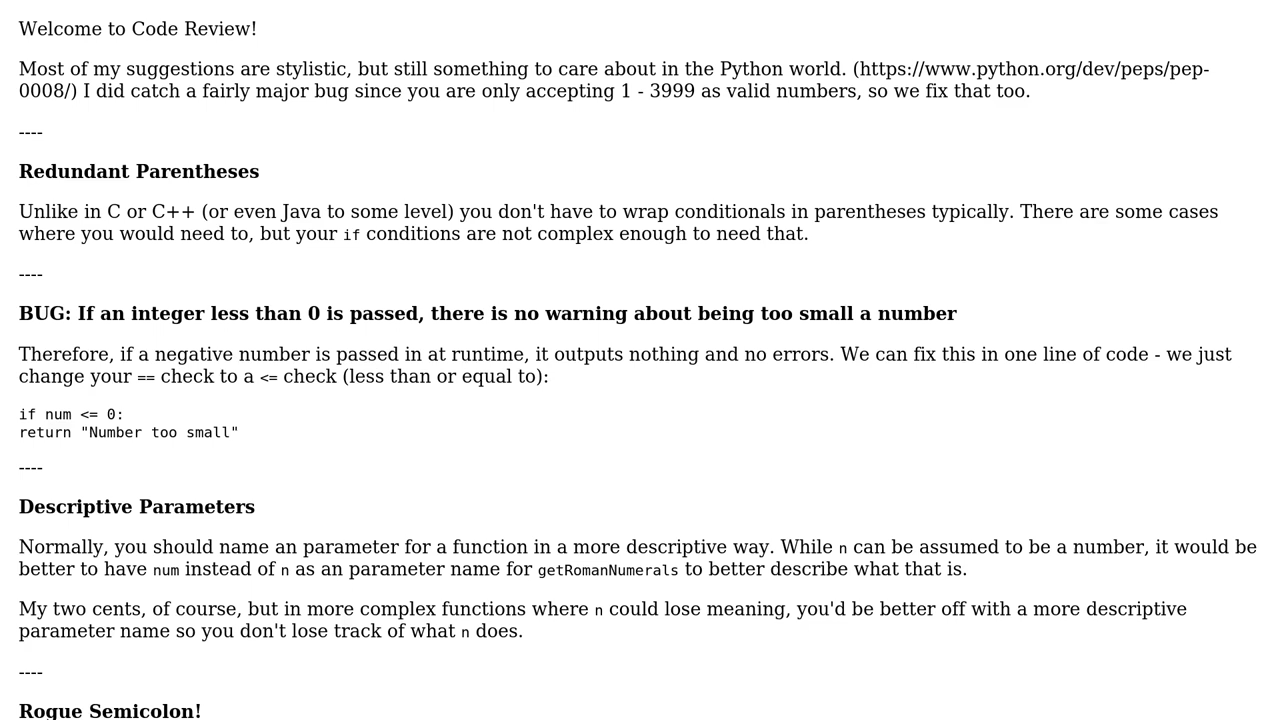 Welcome to Code Review!
Most of my suggestions are stylistic, but still something to care about in the Python world. (https://www.python.org/dev/peps/pep-
0008/) I did catch a fairly major bug since you are only accepting 1 - 3999 as valid numbers, so we fix that too.
----
Redundant Parentheses
Unlike in C or C++ (or even Java to some level) you don't have to wrap conditionals in parentheses typically. There are some cases
where you would need to, but your if conditions are not complex enough to need that.
----
BUG: If an integer less than 0 is passed, there is no warning about being too small a number
Therefore, if a negative number is passed in at runtime, it outputs nothing and no errors. We can fix this in one line of code - we just
change your == check to a <= check (less than or equal to):
if num <= 0:
return "Number too small"
----
Descriptive Parameters
Normally, you should name an parameter for a function in a more descriptive way. While n can be assumed to be a number, it would be
better to have num instead of n as an parameter name for getRomanNumerals to better describe what that is.
My two cents, of course, but in more complex functions where n could lose meaning, you'd be better off with a more descriptive
parameter name so you don't lose track of what n does.
----
Rogue Semicolon!